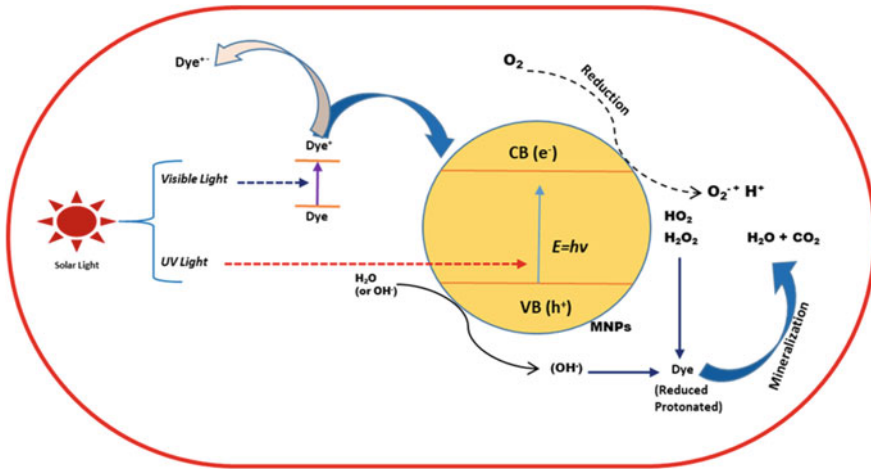 Dye⁺˙
O₂
Reduction
Dye⁺
CB (e⁻)
Visible Light
O₂˙⁺ H⁺
Dye
HO₂
H₂O₂
H₂O + CO₂
E=hv
Solar Light
UV Light
H₂O
(or OH˙)
VB (h⁺)
MNPs
Mineralization
(OH˙)
Dye
(Reduced
Protonated)